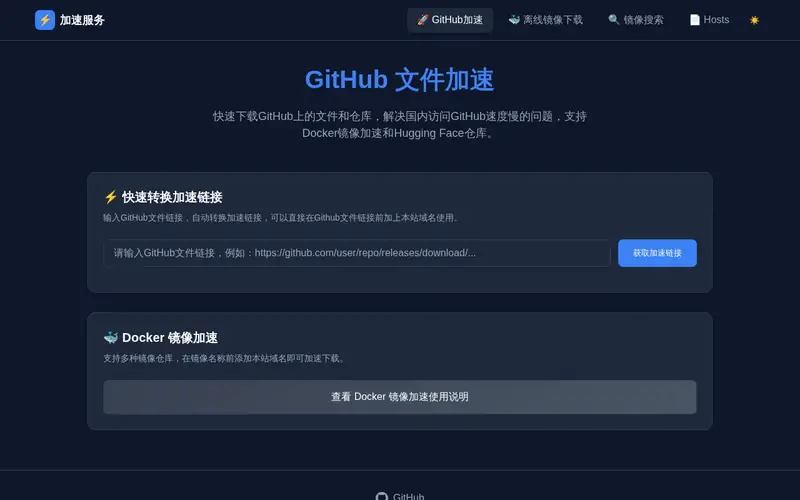 ⚡ 加速服务
🚀 GitHub加速
🐳 离线镜像下载
🔍 镜像搜索
📄 Hosts
GitHub 文件加速
快速下载GitHub上的文件和仓库，解决国内访问GitHub速度慢的问题，支持
Docker镜像加速和Hugging Face仓库。
⚡ 快速转换加速链接
输入GitHub文件链接，自动转换加速链接，可以直接在Github文件链接前加上本站域名使用。
请输入GitHub文件链接，例如：https://github.com/user/repo/releases/download/...
获取加速链接
🐳 Docker 镜像加速
支持多种镜像仓库，在镜像名称前添加本站域名即可加速下载。
查看 Docker 镜像加速使用说明
GitHub